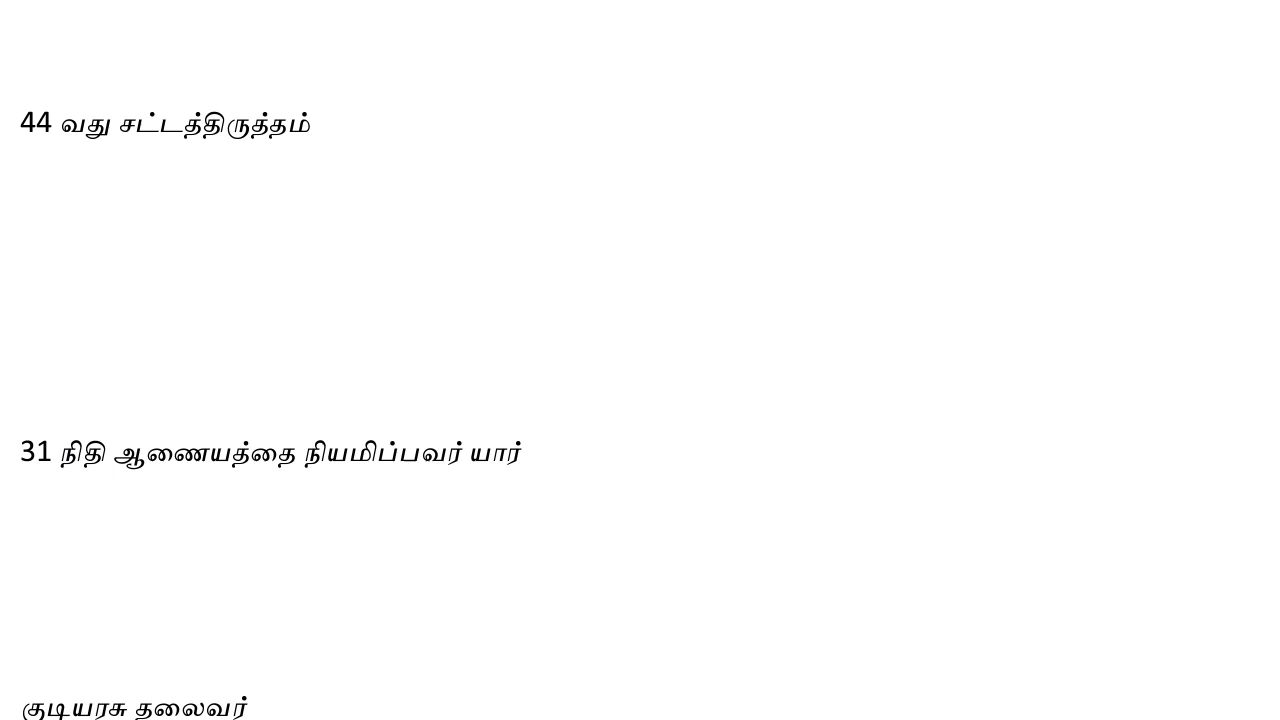 44 வது சட்டத்திருத்தம்
31 நிதி ஆணையத்தை நியமிப்பவர் யார்
குடியரசு தலைவர்